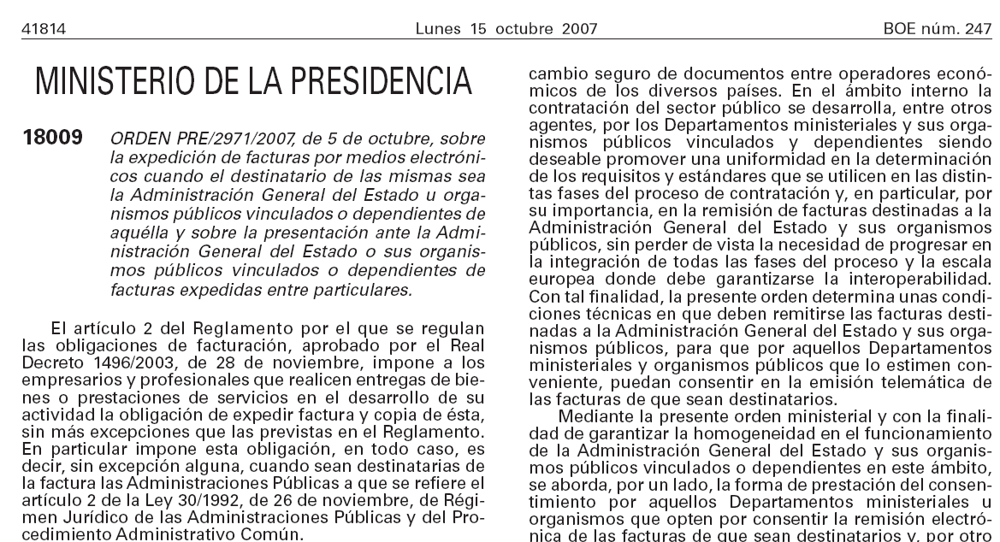 41814
Lunes 15 octubre 2007
BOE núm. 247
MINISTERIO DE LA PRESIDENCIA
18009
ORDEN PRE/2971/2007, de 5 de octubre, sobre
la expedición de facturas por medios electróni-
cos cuando el destinatario de las mismas sea
la Administración General del Estado u orga-
nismos públicos vinculados o dependientes de
aquélla y sobre la presentación ante la Admi-
nistración General del Estado o sus organis-
mos públicos vinculados o dependientes de
facturas expedidas entre particulares.
El artículo 2 del Reglamento por el que se regulan
las obligaciones de facturación, aprobado por el Real
Decreto 1496/2003, de 28 de noviembre, impone a los
empresarios y profesionales que realicen entregas de bie-
nes o prestaciones de servicios en el desarrollo de su
actividad la obligación de expedir factura y copia de ésta,
sin más excepciones que las previstas en el Reglamento.
En particular impone esta obligación, en todo caso, es
decir, sin excepción alguna, cuando sean destinatarias de
la factura las Administraciones Públicas a que se refiere el
artículo 2 de la Ley 30/1992, de 26 de noviembre, de Régi-
men Jurídico de las Administraciones Públicas y del Pro-
cedimiento Administrativo Común.
cambio seguro de documentos entre operadores econó-
micos de los diversos países. En el ámbito interno la
contratación del sector público se desarrolla, entre otros
agentes, por los Departamentos ministeriales y sus orga-
nismos públicos vinculados y dependientes siendo
deseable promover una uniformidad en la determinación
de los requisitos y estándares que se utilicen en las distin-
tas fases del proceso de contratación y, en particular, por
su importancia, en la remisión de facturas destinadas a la
Administración General del Estado y sus organismos
públicos, sin perder de vista la necesidad de progresar en
la integración de todas las fases del proceso y la escala
europea donde debe garantizarse la interoperabilidad.
Con tal finalidad, la presente orden determina unas condi-
ciones técnicas en que deben remitirse las facturas desti-
nadas a la Administración General del Estado y sus orga-
nismos públicos, para que por aquellos Departamentos
ministeriales y organismos públicos que lo estimen con-
veniente, puedan consentir en la emisión telemática de
las facturas de que sean destinatarios.
Mediante la presente orden ministerial y con la finali-
dad de garantizar la homogeneidad en el funcionamiento
de la Administración General del Estado y sus organis-
mos públicos vinculados o dependientes en este ámbito,
se aborda, por un lado, la forma de prestación del consen-
timiento por aquellos Departamentos ministeriales u
organismos que opten por consentir la remisión electró-
nica de las facturas de que sean destinatarios y, por otro